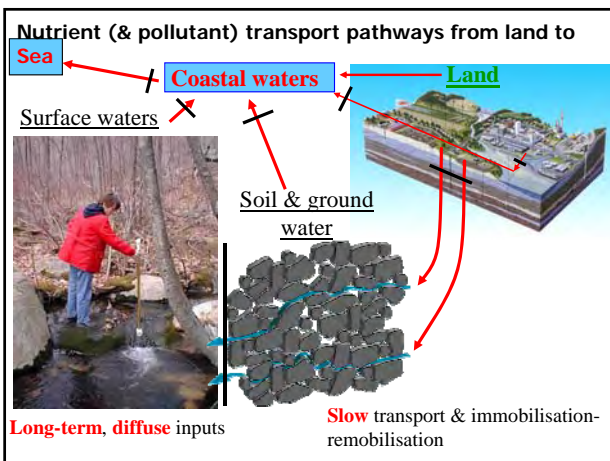 Nutrient (& pollutant) transport pathways from land to
Sea
Coastal waters
Land
Surface waters
Soil & ground
water
Long-term, diffuse inputs
Slow transport & immobilisation-
remobilisation